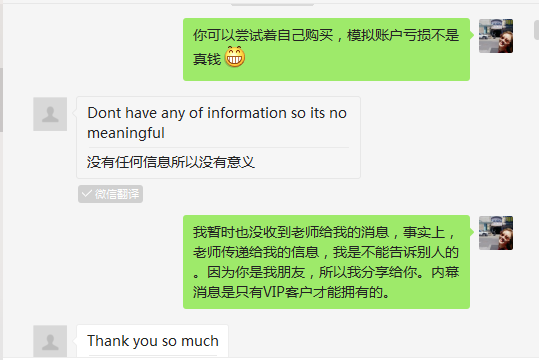 你可以尝试着自己购买，模拟账户亏损不是
真钱
Dont have any of information so its no
meaningful
没有任何信息所以没有意义
微信翻译
我暂时也没收到老师给我的消息，事实上，
老师传递给我的信息，我是不能告诉别人的
。因为你是我朋友，所以我分享给你。内幕
消息是只有VIP客户才能拥有的。
Thank you so much